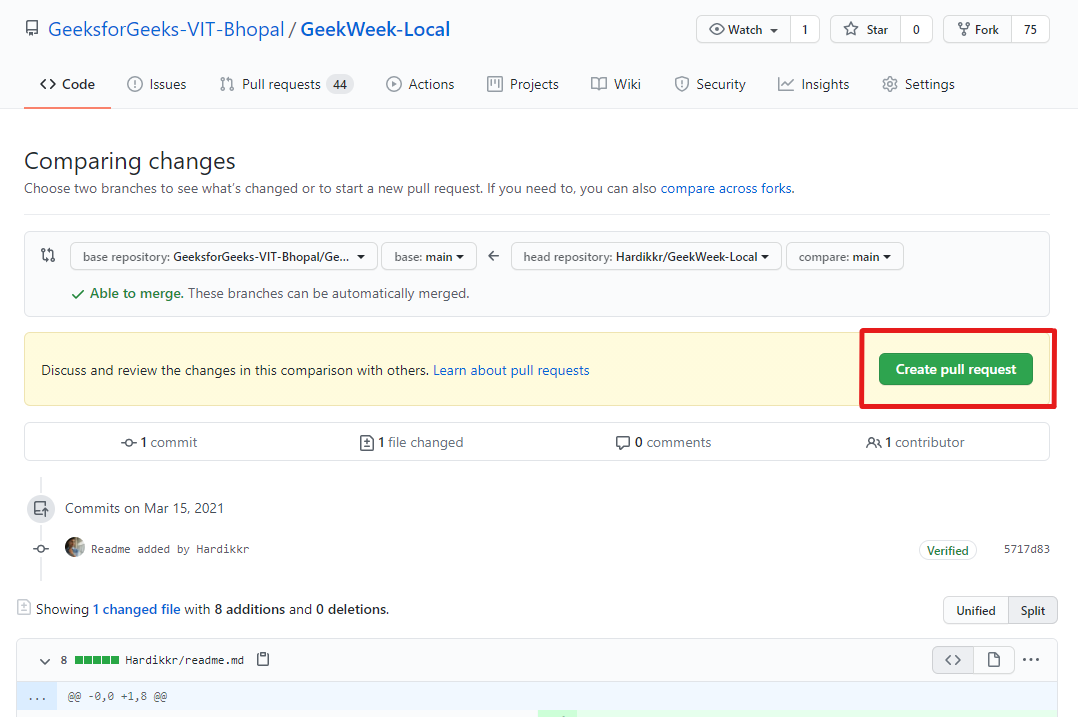 GeeksforGeeks-VIT-Bhopal / GeekWeek-Local Watch 1 Star 0 Fork 75
Code Issues Pull requests 44 Actions Projects Wiki Security Insights Settings
Comparing changes
Choose two branches to see what's changed or to start a new pull request. If you need to, you can also compare across forks.
base repository: GeeksforGeeks-VIT-Bhopal/Ge... base: main head repository: Hardikkr/GeekWeek-Local compare: main
Able to merge. These branches can be automatically merged.
Discuss and review the changes in this comparison with others. Learn about pull requests Create pull request
1 commit 1 file changed 0 comments 1 contributor
Commits on Mar 15, 2021
Readme added by Hardikkr Verified 5717d83
Showing 1 changed file with 8 additions and 0 deletions. Unified Split
8 Hardikkr/readme.md
... @@ -0,0 +1,8 @@